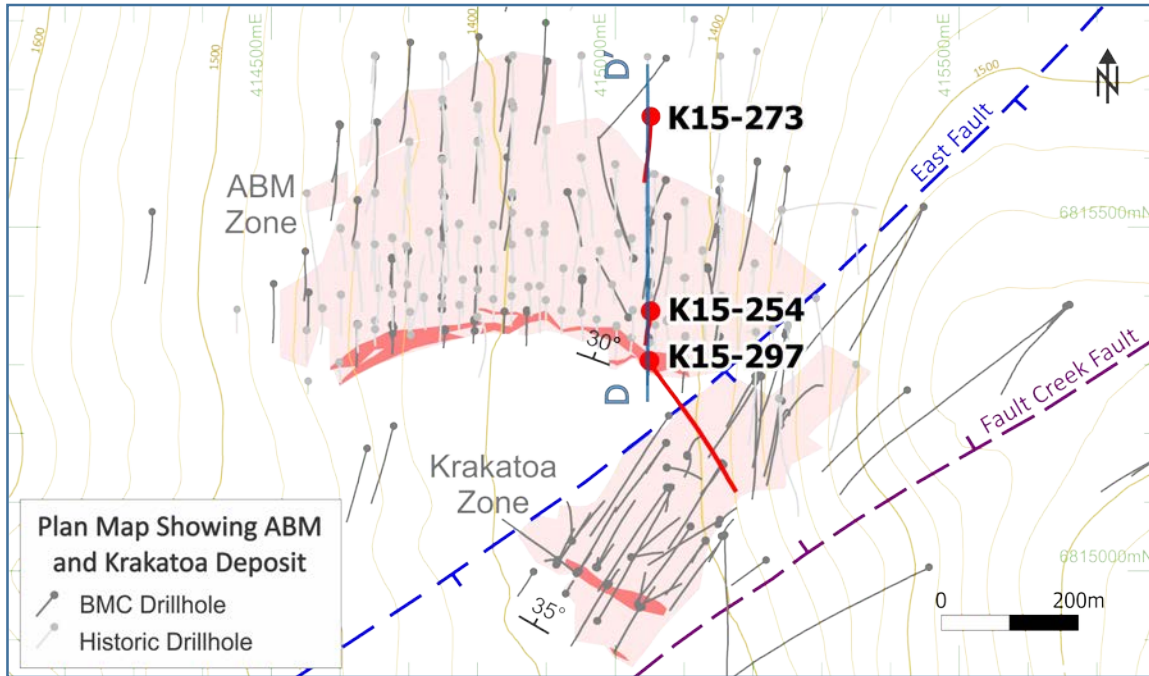 1600
1500
414500mE
1400
415000mE
D'
1400
415500mE
1500
N
K15-273
East Fault
ABM
Zone
6815500mN
K15-254
30°
K15-297
D
Fault Creek Fault
Krakatoa
Zone
6815000mN
35°
Plan Map Showing ABM
and Krakatoa Deposit
BMC Drillhole
Historic Drillhole
0 200m